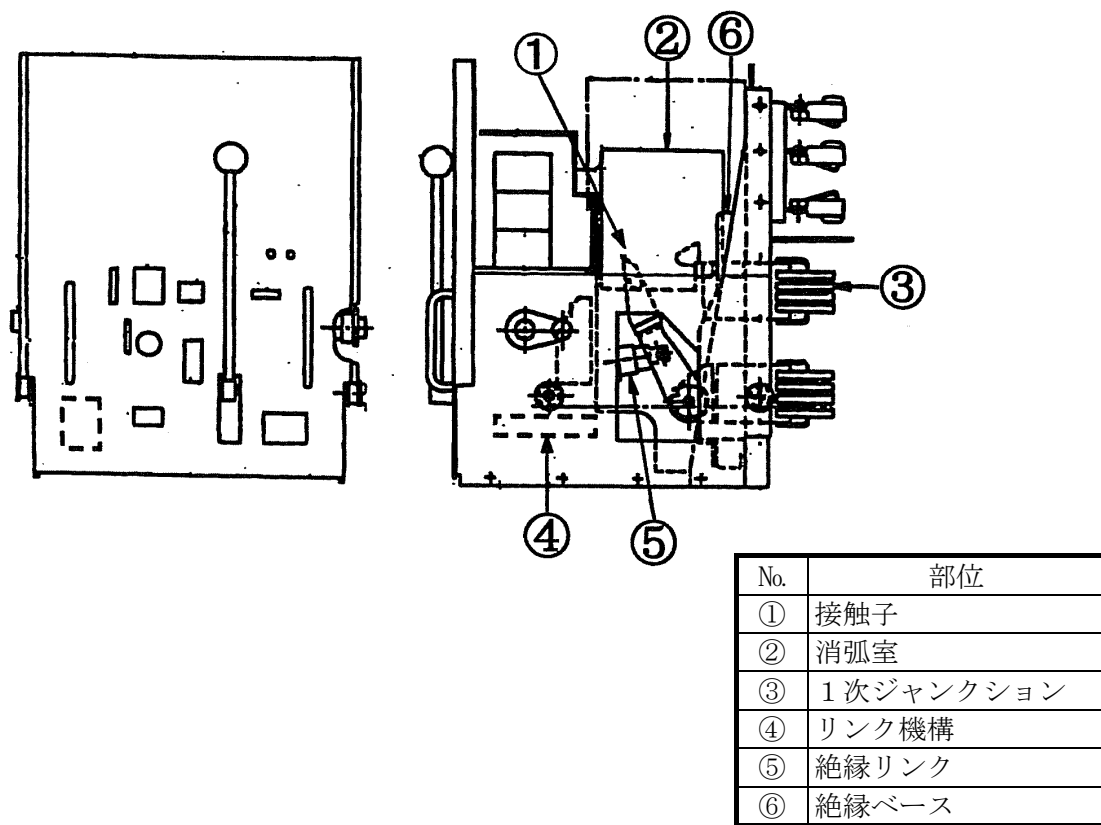 ① ② ⑥
③
④ ⑤
№ 部位
① 接触子
② 消弧室
③ 1次ジャンクション
④ リンク機構
⑤ 絶縁リンク
⑥ 絶縁ベース